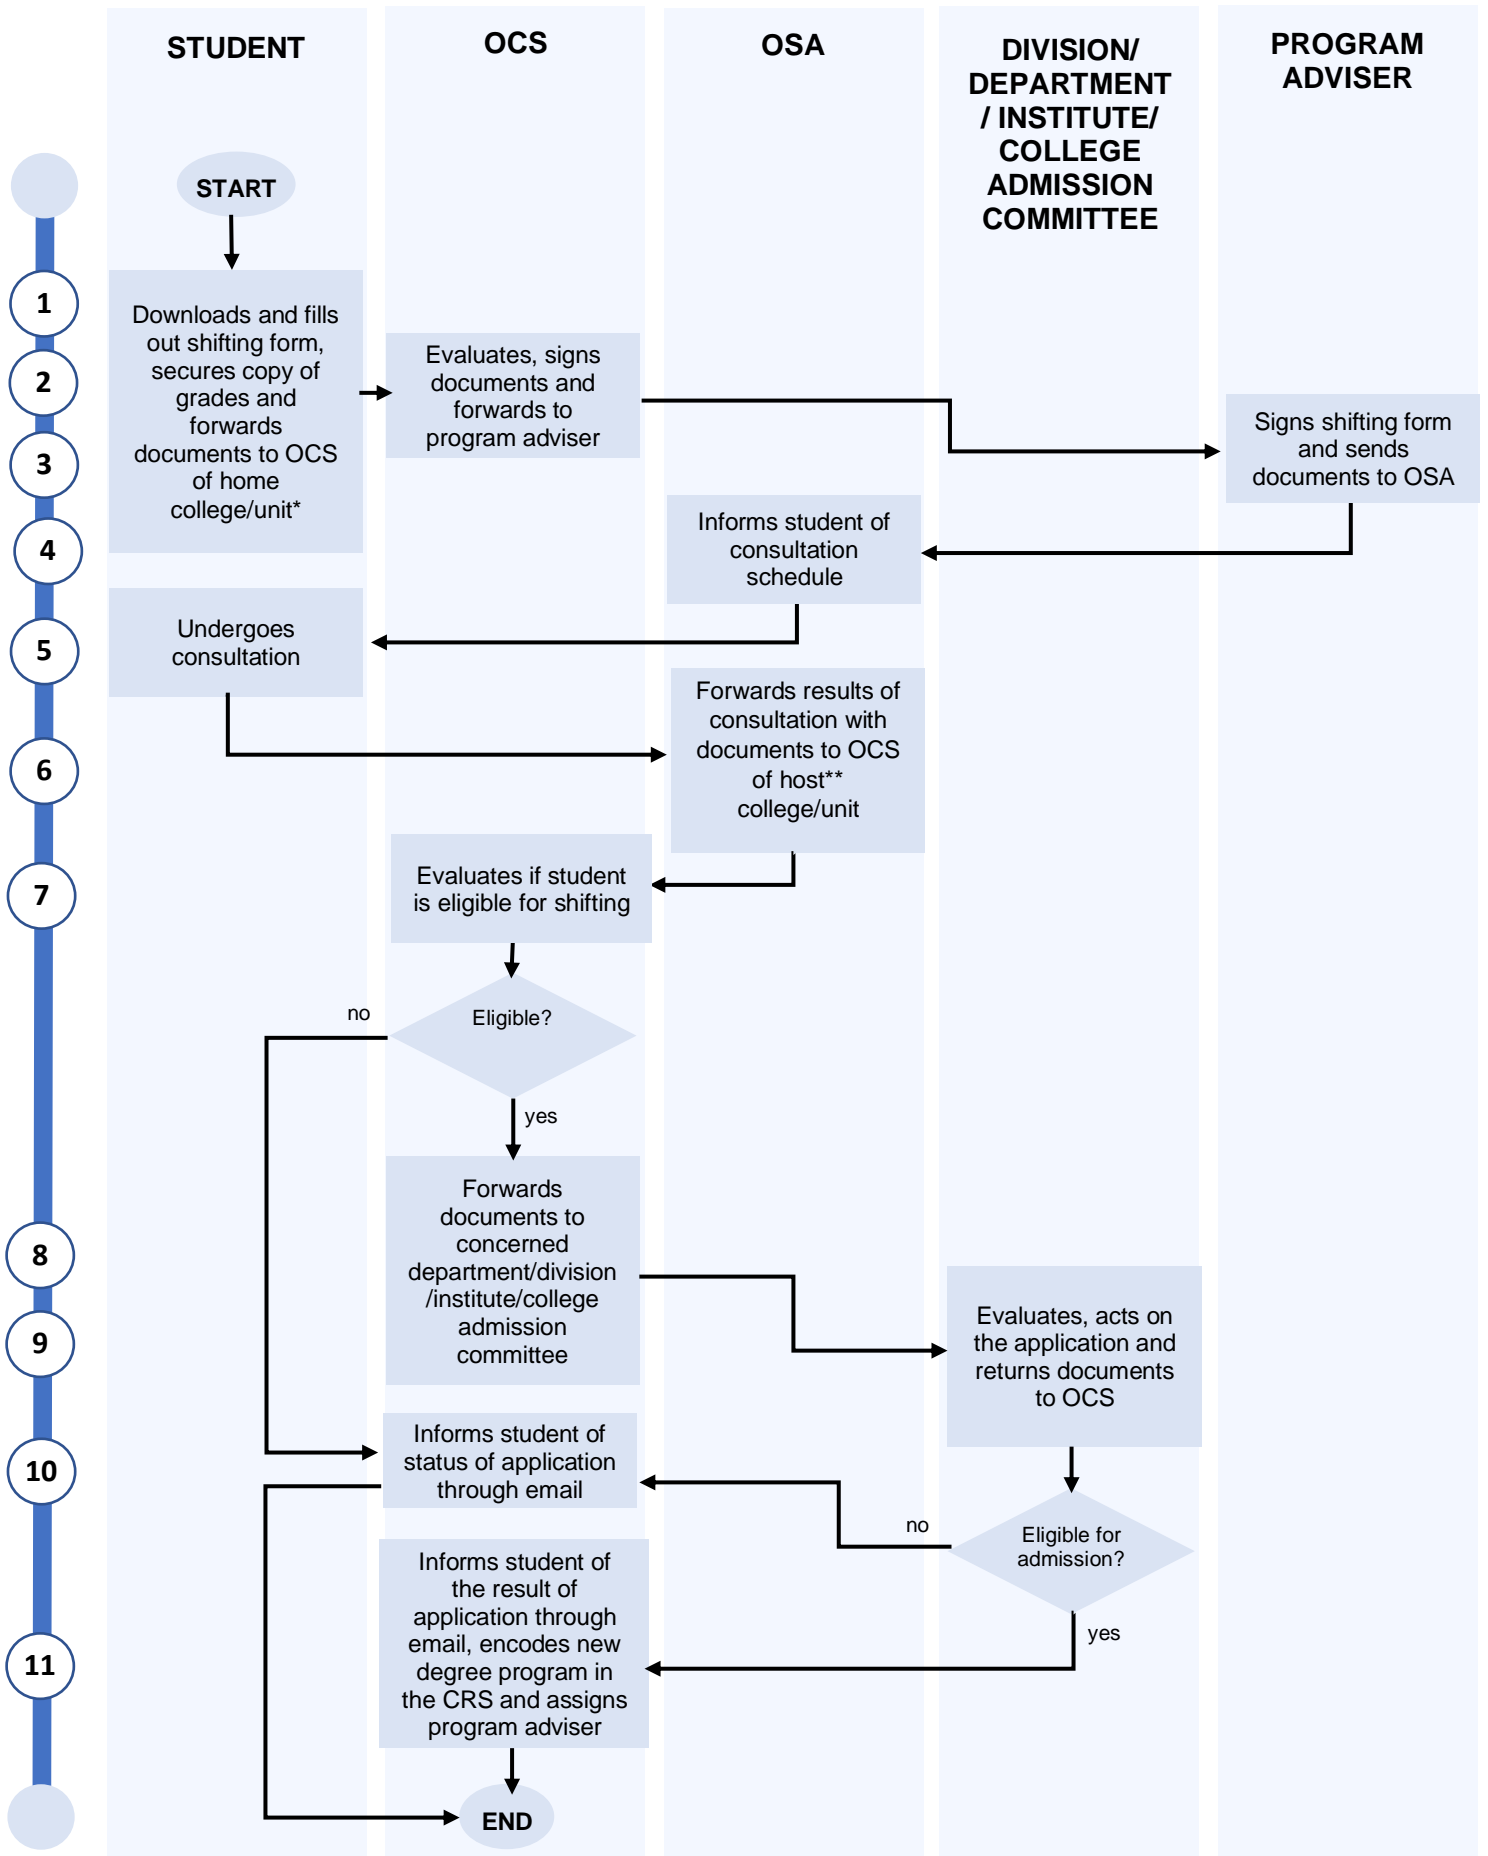 STUDENT
OCS
OSA
DIVISION/
DEPARTMENT
/ INSTITUTE/
COLLEGE
ADMISSION
COMMITTEE
PROGRAM
ADVISER
START
1
Downloads and fills
out shifting form,
secures copy of
grades and
forwards
documents to OCS
of home
college/unit*
2
Evaluates, signs
documents and
forwards to
program adviser
3
Signs shifting form
and sends
documents to OSA
4
Informs student of
consultation
schedule
5
Undergoes
consultation
6
Forwards results of
consultation with
documents to OCS
of host**
college/unit
7
Evaluates if student
is eligible for shifting
Eligible?
no
yes
8
Forwards
documents to
concerned
department/division
/institute/college
admission
committee
9
Evaluates, acts on
the application and
returns documents
to OCS
10
Informs student of
status of application
through email
Eligible for
admission?
no
yes
11
Informs student of
the result of
application through
email, encodes new
degree program in
the CRS and assigns
program adviser
END